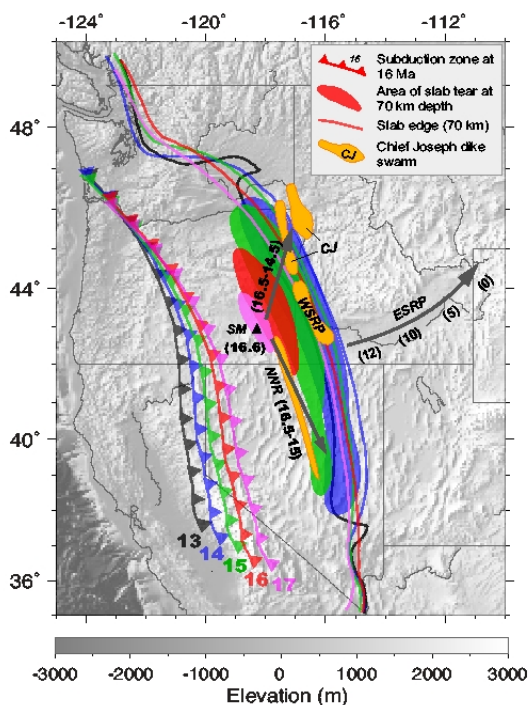 -120° -116° -112°
16 Subduction zone at
16 Ma
Area of slab tear at
70 km depth
Slab edge (70 km)
CJ Chief Joseph dike
swarm
48°
44°
40°
36°
CJ
(16.5-14.5)
WSRP
SM
(16.6)
NNR (16.5-15)
ESRP
(12) (10) (5) (0)
13 14 15 16 17
-3000 -2000 -1000 0 1000 2000 3000
Elevation (m)